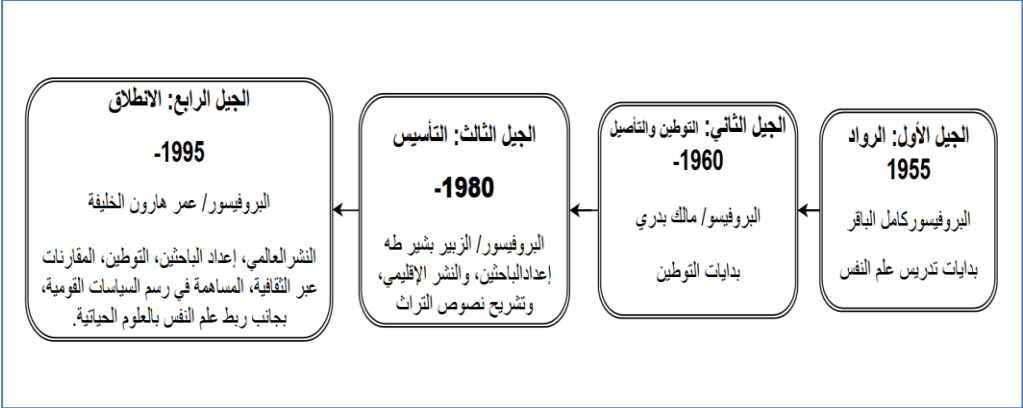 الجيل الأول: الرواد
1955
البروفيسوركامل الباقر
بدايات تدريس علم النفس
الجيل الثاني: التوطين والتأصيل
1960-
البروفيسو/ مالك بدري
بدايات التوطين
الجيل الثالث: التأسيس
1980-
البروفيسور/ الزبير بشير طه
إعدادالباحثين، والنشر الإقليمي،
وتشريح نصوص التراث
الجيل الرابع: الانطلاق
1995-
البروفيسور/ عمر هارون الخليفة
النشرالعالمي، إعداد الباحثين، التوطين، المقارنات
عبر الثقافية، المساهمة في رسم السياسات القومية،
بجانب ربط علم النفس بالعلوم الحياتية.